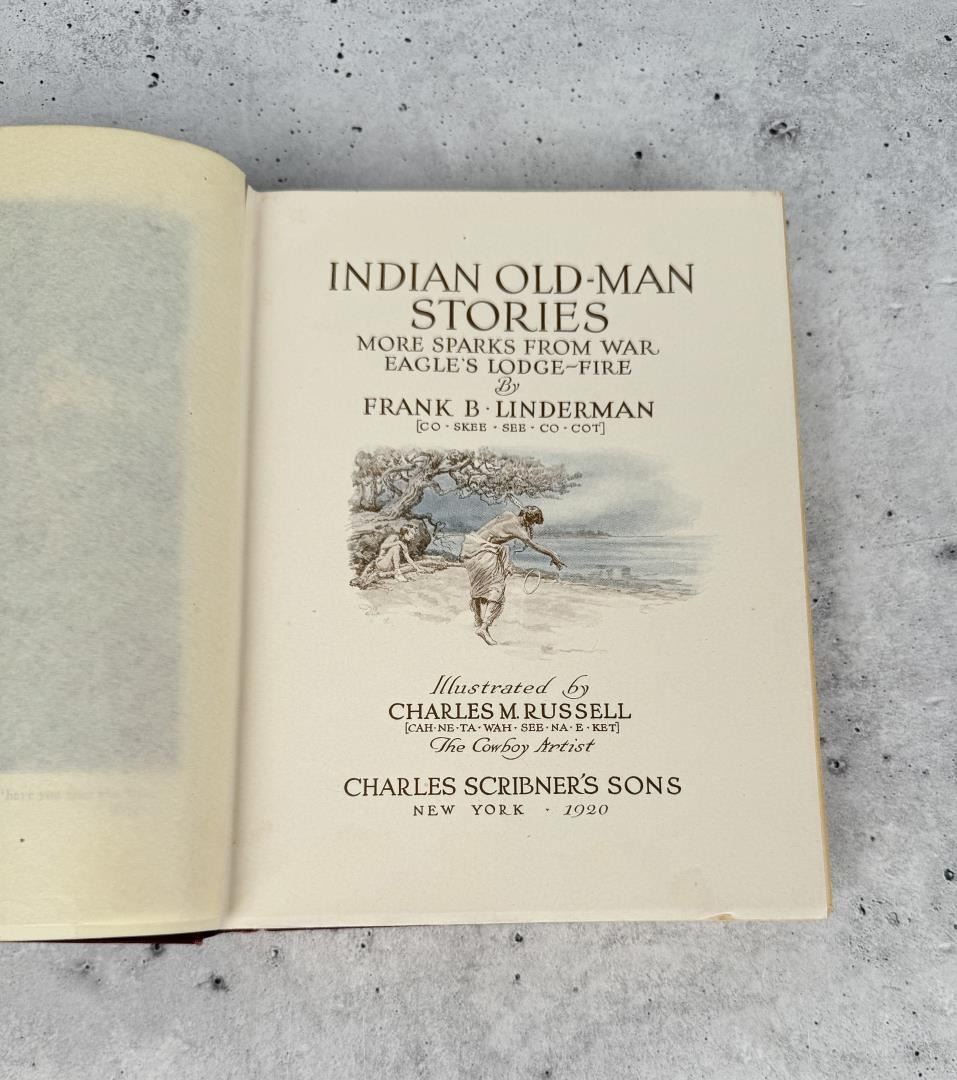 INDIAN OLD-MAN
STORIES
MORE SPARKS FROM WAR
EAGLE'S LODGE-FIRE
By
FRANK B. LINDERMAN
[CO · SKEE · SEE · CO · COT]
Illustrated by
CHARLES M. RUSSELL
[CAH·NE·TA·WAH·SEE·NA·E·KET]
The Cowboy Artist
CHARLES SCRIBNER'S SONS
NEW YORK · 1920